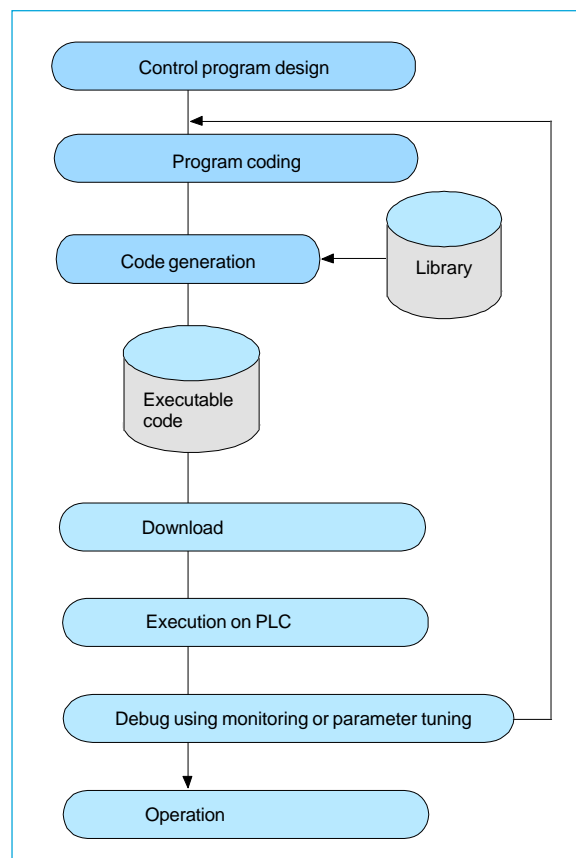 Control program design
Program coding
Code generation
Library
Executable
code
Download
Execution on PLC
Debug using monitoring or parameter tuning
Operation